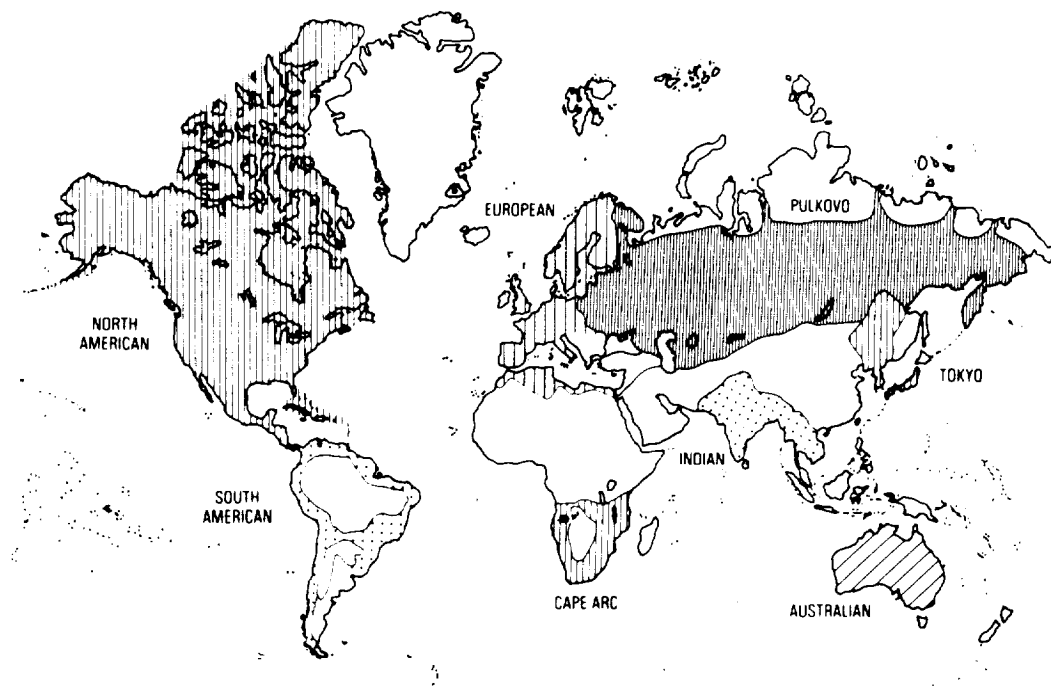 EUROPEAN
PULKOVO
NORTH
AMERICAN
TOKYO
INDIAN
SOUTH
AMERICAN
CAPE ARC
AUSTRALIAN